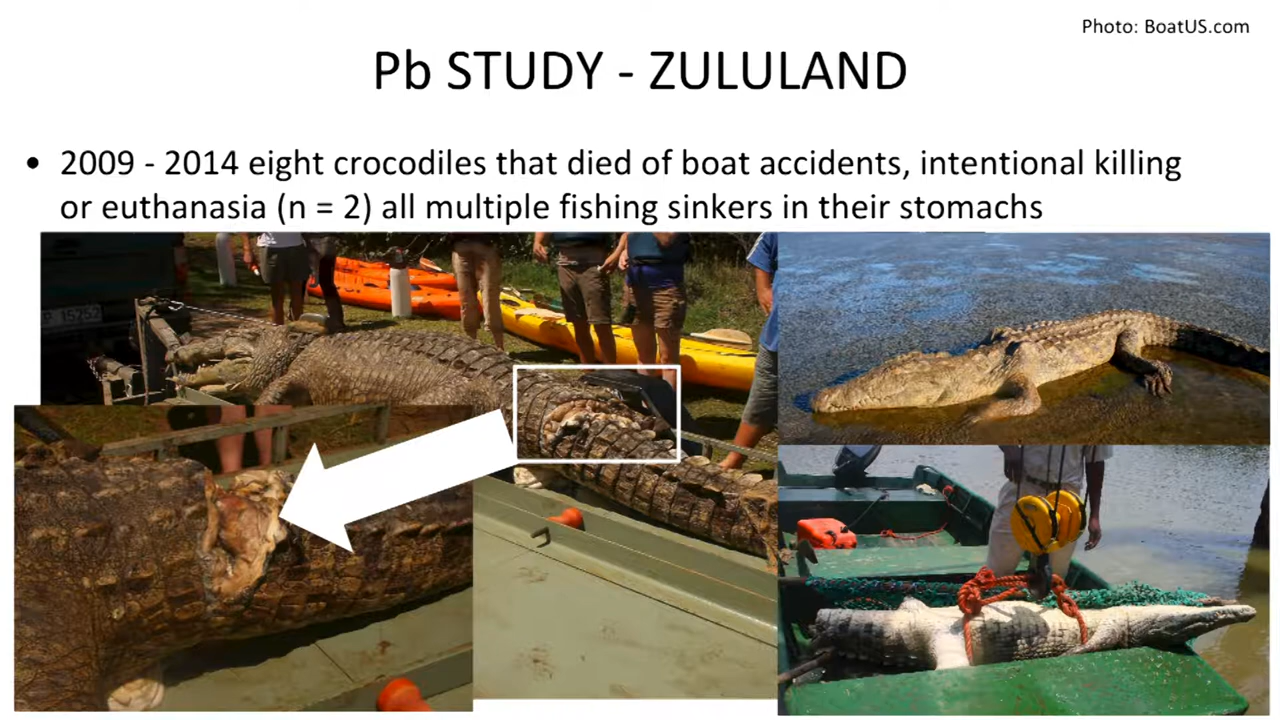 Photo: BoatUS.com
Pb STUDY - ZULULAND
• 2009 - 2014 eight crocodiles that died of boat accidents, intentional killing
or euthanasia (n = 2) all multiple fishing sinkers in their stomachs